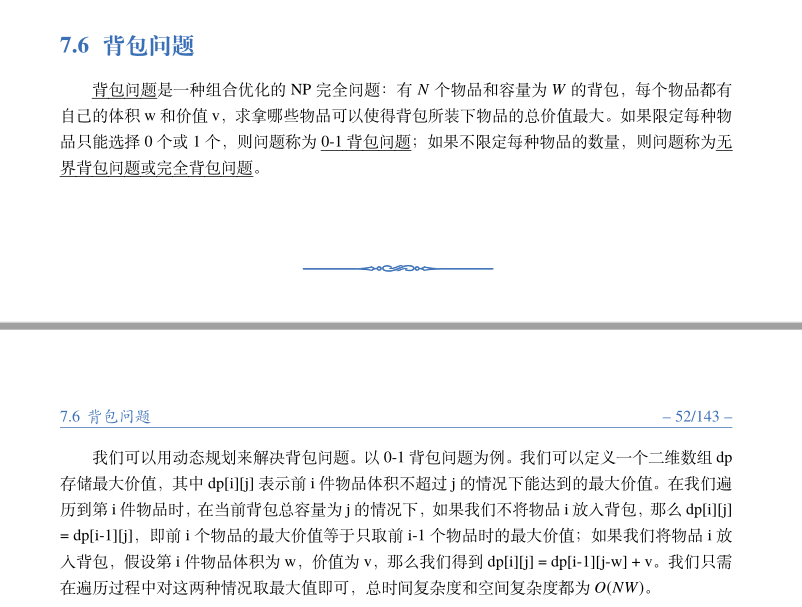 7.6 背包问题
背包问题是一种组合优化的 NP 完全问题：有 N 个物品和容量为 W 的背包，每个物品都有
自己的体积 w 和价值 v，求拿哪些物品可以使得背包所装下物品的总价值最大。如果限定每种物
品只能选择 0 个或 1 个，则问题称为 0-1 背包问题；如果不限定每种物品的数量，则问题称为无
界背包问题或完全背包问题。
7.6 背包问题 – 52/143 –
我们可以用动态规划来解决背包问题。以 0-1 背包问题为例。我们可以定义一个二维数组 dp
存储最大价值，其中 dp[i][j] 表示前 i 件物品体积不超过 j 的情况下能达到的最大价值。在我们遍
历到第 i 件物品时，在当前背包总容量为 j 的情况下，如果我们不将物品 i 放入背包，那么 dp[i][j]
= dp[i-1][j]，即前 i 个物品的最大价值等于只取前 i-1 个物品时的最大价值；如果我们将物品 i 放
入背包，假设第 i 件物品体积为 w，价值为 v，那么我们得到 dp[i][j] = dp[i-1][j-w] + v。我们只需
在遍历过程中对这两种情况取最大值即可，总时间复杂度和空间复杂度都为 O(NW)。